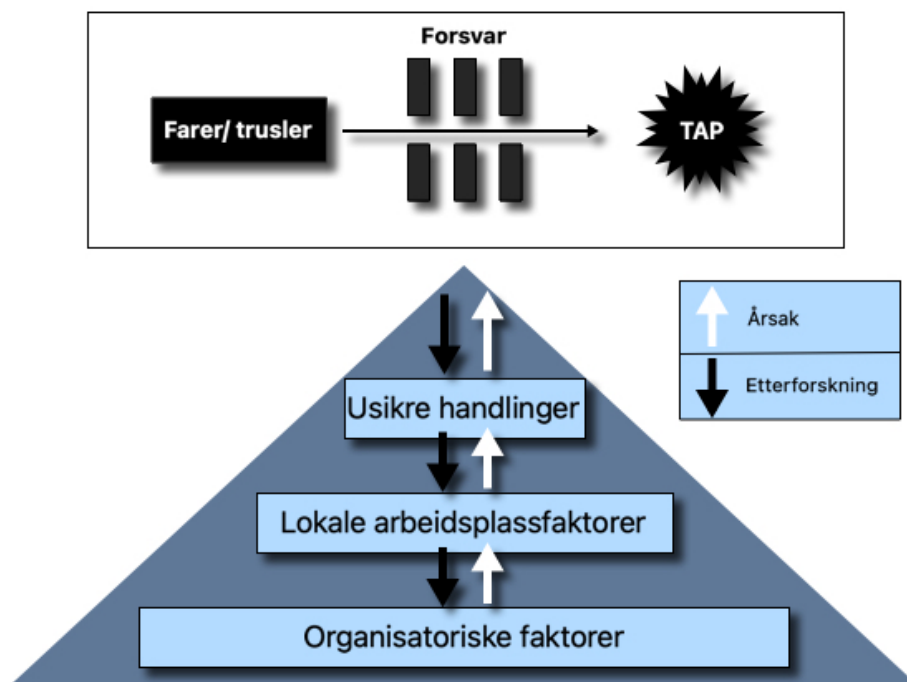 Forsvar
Farer/ trusler
TAP
Årsak
Etterforskning
Usikre handlinger
Lokale arbeidsplassfaktorer
Organisatoriske faktorer